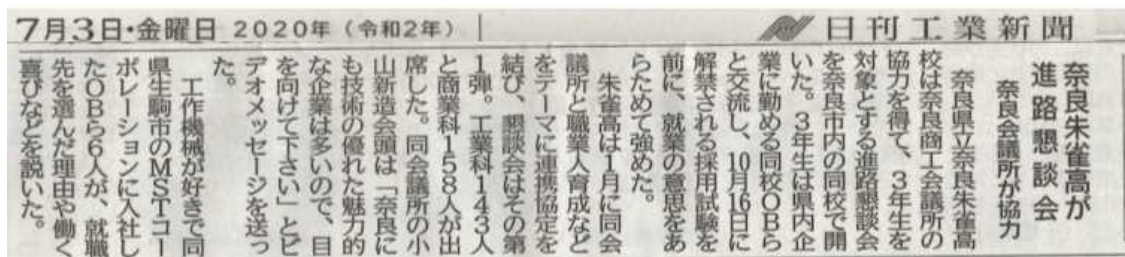 7月3日・金曜日 2020年（令和2年）
日刊工業新聞
奈良朱雀高が
進路懇談会
奈良会議所が協力
奈良県立奈良朱雀高
校は奈良商工会議所の
協力を得て、3年生を
対象とする進路懇談会
を奈良市内の同校で開
いた。3年生は県内企
業に勤める同校OBら
と交流し、10月16日に
解禁される採用試験を
前に、就業の意思をあ
らためて強めた。
朱雀高は1月に同会
議所と職業人育成など
をテーマに連携協定を
結び、懇談会はその第
1弾。工業科143人
と商業科158人が出
席した。同会議所の小
山新造会頭は「奈良に
も技術の優れた魅力的
な企業は多いので、目
を向けて下さい」とビ
デオメッセージを送っ
た。
工作機械が好きで同
県生駒市のMSTコー
ポレーションに入社し
たOBら6人が、就職
先を選んだ理由や働く
喜びなどを説いた。